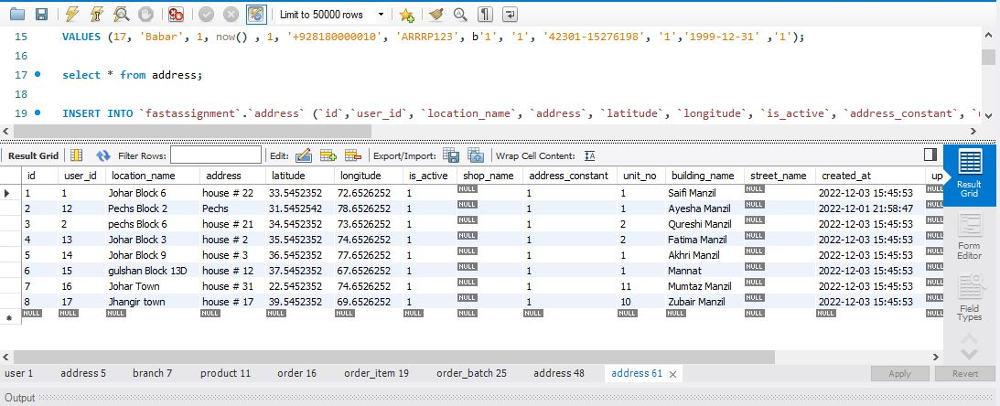 Limit to 50000 rows
15 VALUES (17, 'Babar', 1, now() , 1, '+928180000010', 'ARRRP123', b'1', '1', '42301-15276198', '1','1999-12-31' ,'1');
16
17 select * from address;
18
19 INSERT INTO `fastassignment`.`address` (`id`,`user_id`, `location_name`, `address`, `latitude`, `longitude`, `is_active`, `address_constant`, `u
Result Grid Filter Rows: Edit: Export/Import: Wrap Cell Content: IA
id user_id location_name address latitude longitude is_active shop_name address_constant unit_no building_name street_name created_at up
1 1 Johar Block 6 house # 22 33.5452352 72.6526252 1 NULL 1 1 Saifi Manzil NULL 2022-12-03 15:45:53 NULL
2 12 Pechs Block 2 Pechs 31.5452542 78.6526252 1 NULL 1 1 Ayesha Manzil NULL 2022-12-01 21:58:47 NULL
3 2 pechs Block 6 house # 21 34.5452352 73.6526252 1 NULL 1 2 Qureshi Manzil NULL 2022-12-03 15:45:53 NULL
4 13 Johar Block 3 house # 2 35.5452352 74.6526252 1 NULL 1 2 Fatima Manzil NULL 2022-12-03 15:45:53 NULL
5 14 Johar Block 9 house # 3 36.5452352 77.6526252 1 NULL 1 1 Akhri Manzil NULL 2022-12-03 15:45:53 NULL
6 15 gulshan Block 13D house # 12 37.5452352 67.6526252 1 NULL 1 1 Mannat NULL 2022-12-03 15:45:53 NULL
7 16 Johar Town house # 31 22.5452352 74.6526252 1 NULL 1 11 Mumtaz Manzil NULL 2022-12-03 15:45:53 NULL
8 17 Jhangir town house # 17 39.5452352 69.6526252 1 NULL 1 10 Zubair Manzil NULL 2022-12-03 15:45:53 NULL
NULL NULL NULL NULL NULL NULL NULL NULL NULL NULL NULL NULL NULL NULL
Result Grid
Form Editor
Field Types
user 1 address 5 branch 7 product 11 order 16 order_item 19 order_batch 25 address 48 address 61 Apply Revert
Output